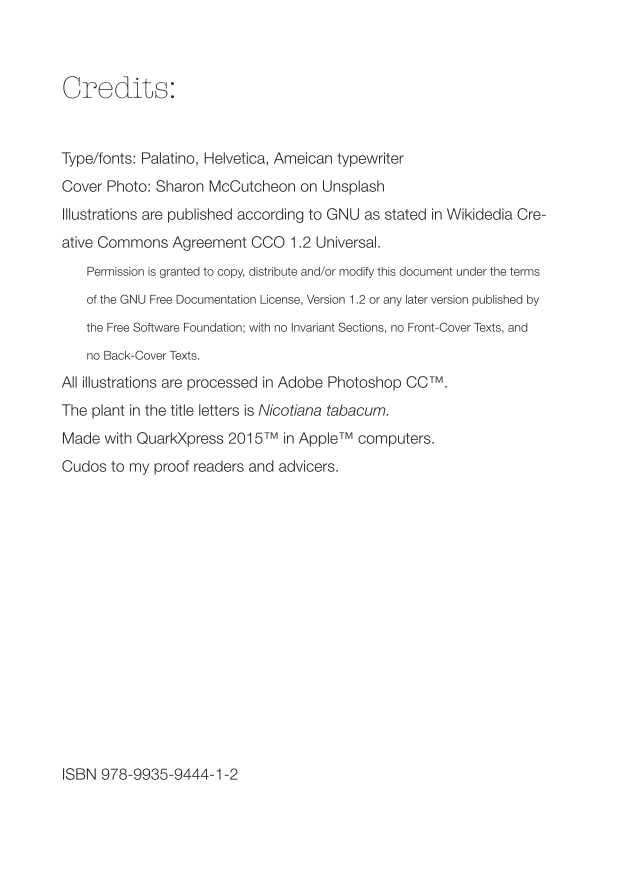 Credits:
Type/fonts: Palatino, Helvetica, Ameican typewriter
Cover Photo: Sharon McCutcheon on Unsplash
Illustrations are published according to GNU as stated in Wikidedia Cre-
ative Commons Agreement CCO 1.2 Universal.
Permission is granted to copy, distribute and/or modify this document under the terms
of the GNU Free Documentation License, Version 1.2 or any later version published by
the Free Software Foundation; with no Invariant Sections, no Front-Cover Texts, and
no Back-Cover Texts.
All illustrations are processed in Adobe Photoshop CC™.
The plant in the title letters is Nicotiana tabacum.
Made with QuarkXpress 2015™ in Apple™ computers.
Cudos to my proof readers and advicers.
ISBN 978-9935-9444-1-2